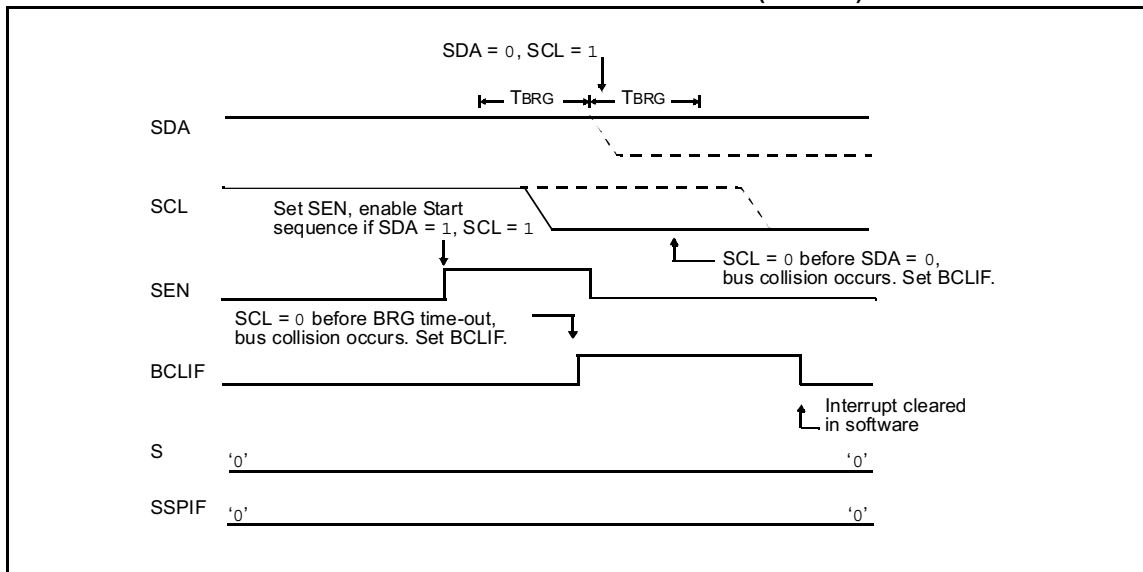 SDA = 0, SCL = 1
TBRG
TBRG
SDA
SCL
Set SEN, enable Start
sequence if SDA = 1, SCL = 1
SCL = 0 before SDA = 0,
bus collision occurs. Set BCLIF.
SEN
SCL = 0 before BRG time-out,
bus collision occurs. Set BCLIF.
BCLIF
Interrupt cleared
in software
S
‘0’
‘0’
SSPIF
‘0’
‘0’